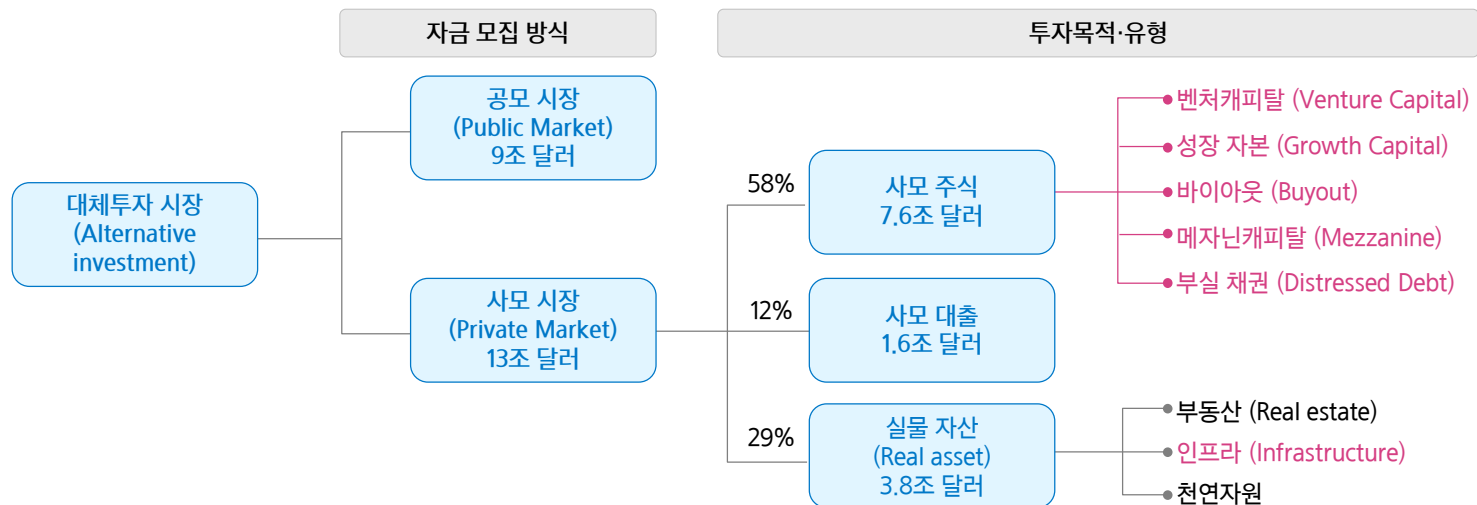 자금 모집 방식
투자목적·유형
대체투자 시장
(Alternative
investment)
공모 시장
(Public Market)
9조 달러
사모 시장
(Private Market)
13조 달러
58%
사모 주식
7.6조 달러
벤처캐피탈 (Venture Capital)
성장 자본 (Growth Capital)
바이아웃 (Buyout)
메자닌캐피탈 (Mezzanine)
부실 채권 (Distressed Debt)
12%
사모 대출
1.6조 달러
29%
실물 자산
(Real asset)
3.8조 달러
부동산 (Real estate)
인프라 (Infrastructure)
천연자원